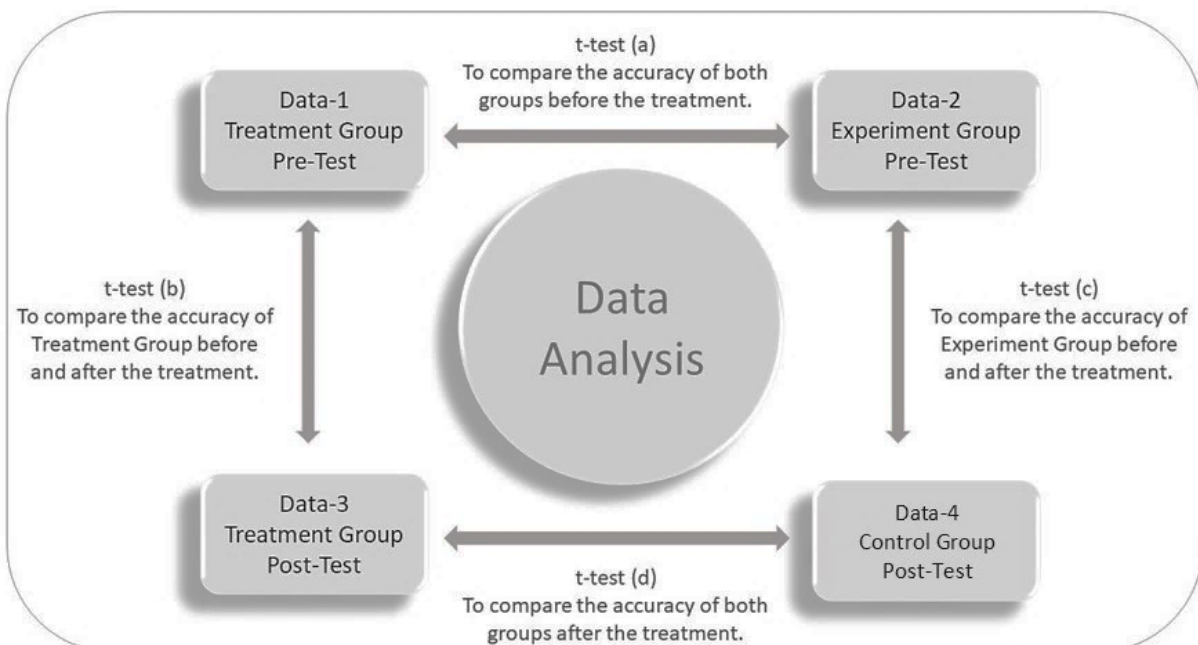 t-test (a)
To compare the accuracy of both
groups before the treatment.
Data-1
Treatment Group
Pre-Test
Data-2
Experiment Group
Pre-Test
t-test (b)
To compare the accuracy of
Treatment Group before
and after the treatment.
Data
Analysis
t-test (c)
To compare the accuracy of
Experiment Group before
and after the treatment.
Data-3
Treatment Group
Post-Test
Data-4
Control Group
Post-Test
t-test (d)
To compare the accuracy of both
groups after the treatment.